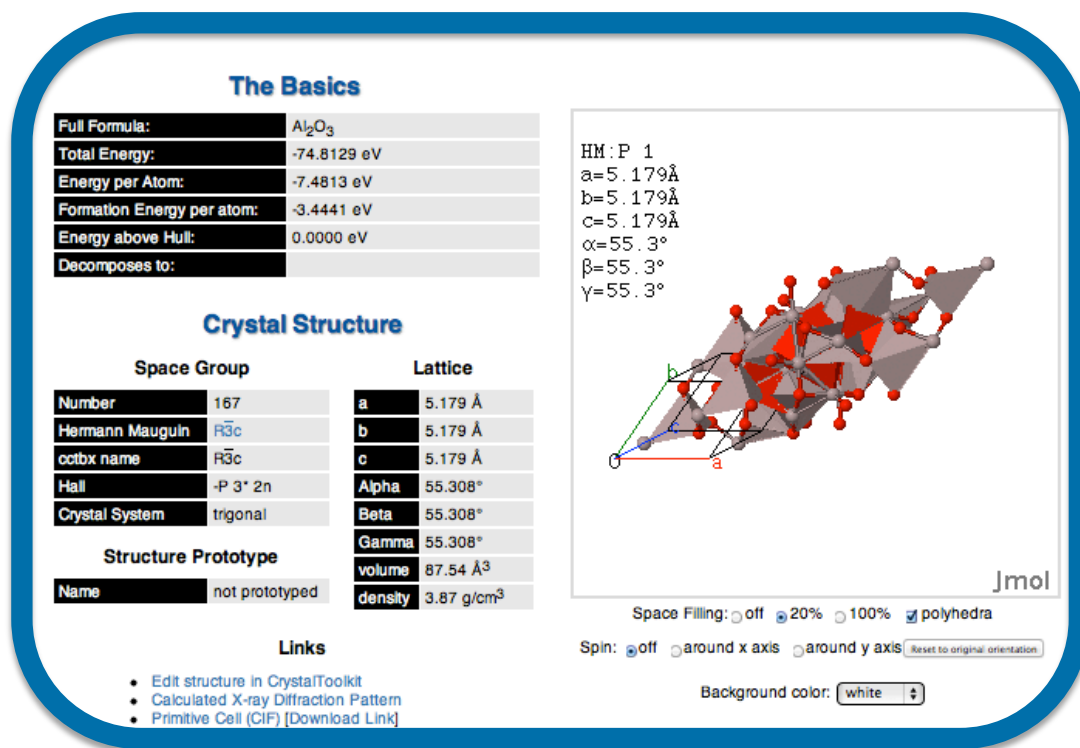 The Basics
Full Formula: Al₂O₃
Total Energy: -74.8129 eV
Energy per Atom: -7.4813 eV
Formation Energy per atom: -3.4441 eV
Energy above Hull: 0.0000 eV
Decomposes to:
Crystal Structure
Space Group
Number 167
Hermann Mauguin R3̅c
cctbx name R3̅c
Hall -P 3* 2n
Crystal System trigonal
Structure Prototype
Name not prototyped
Lattice
a 5.179 Å
b 5.179 Å
c 5.179 Å
Alpha 55.308°
Beta 55.308°
Gamma 55.308°
volume 87.54 Å³
density 3.87 g/cm³
Links
• Edit structure in CrystalToolkit
• Calculated X-ray Diffraction Pattern
• Primitive Cell (CIF) [Download Link]
HM:P 1
a=5.179Å
b=5.179Å
c=5.179Å
α=55.3°
β=55.3°
γ=55.3°
b
c
O
a
Jmol
Space Filling: off 20% 100% polyhedra
Spin: off around x axis around y axis Reset to original orientation
Background color: white